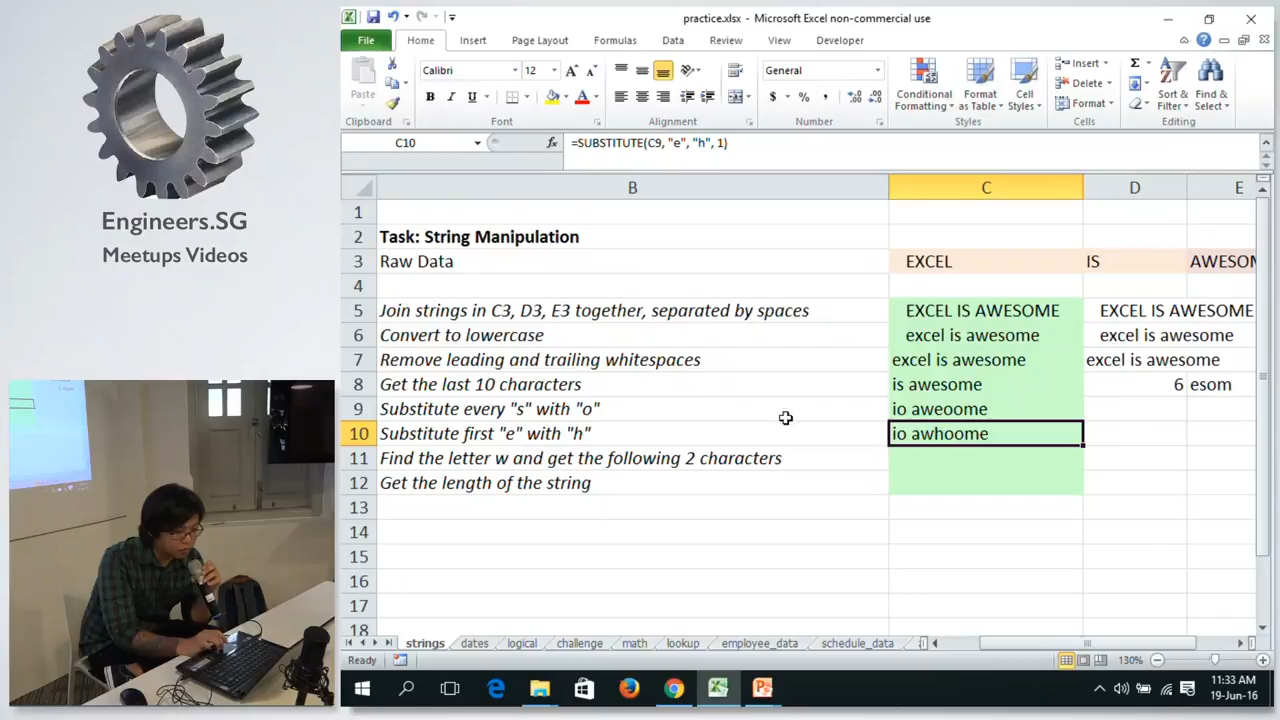 Engineers.SG
Meetups Videos
practice.xlsx - Microsoft Excel non-commercial use
File Home Insert Page Layout Formulas Data Review View Developer
Paste
Calibri 12
General
Conditional Formatting
Format as Table
Cell Styles
Insert
Delete
Format
Sort & Filter
Find & Select
Clipboard Font Alignment Number Styles Cells Editing
C10 fx =SUBSTITUTE(C9, "e", "h", 1)
B C D E
1
2 Task: String Manipulation
3 Raw Data EXCEL IS AWESOM
4
5 Join strings in C3, D3, E3 together, separated by spaces EXCEL IS AWESOME EXCEL IS AWESOME
6 Convert to lowercase excel is awesome excel is awesome
7 Remove leading and trailing whitespaces excel is awesome excel is awesome
8 Get the last 10 characters is awesome 6 esom
9 Substitute every "s" with "o" io aweoome
10 Substitute first "e" with "h" io awhoome
11 Find the letter w and get the following 2 characters
12 Get the length of the string
13
14
15
16
17
18
strings dates logical challenge math lookup employee_data schedule_data
Ready 130%
11:33 AM
19-Jun-16